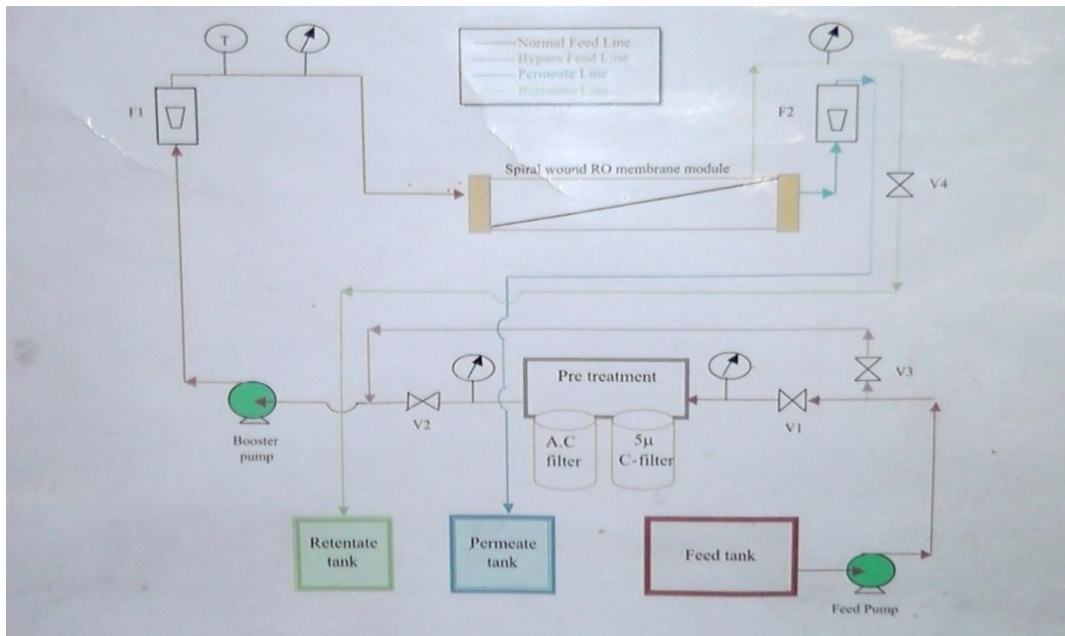 T
Normal Feed Line
Bypass Feed Line
Permeate Line
Retentate Line
F1
F2
Spiral wound RO membrane module
V4
V3
Pre treatment
V2
V1
A.C
filter
5µ
C-filter
Booster
pump
Retentate
tank
Permeate
tank
Feed tank
Feed Pump